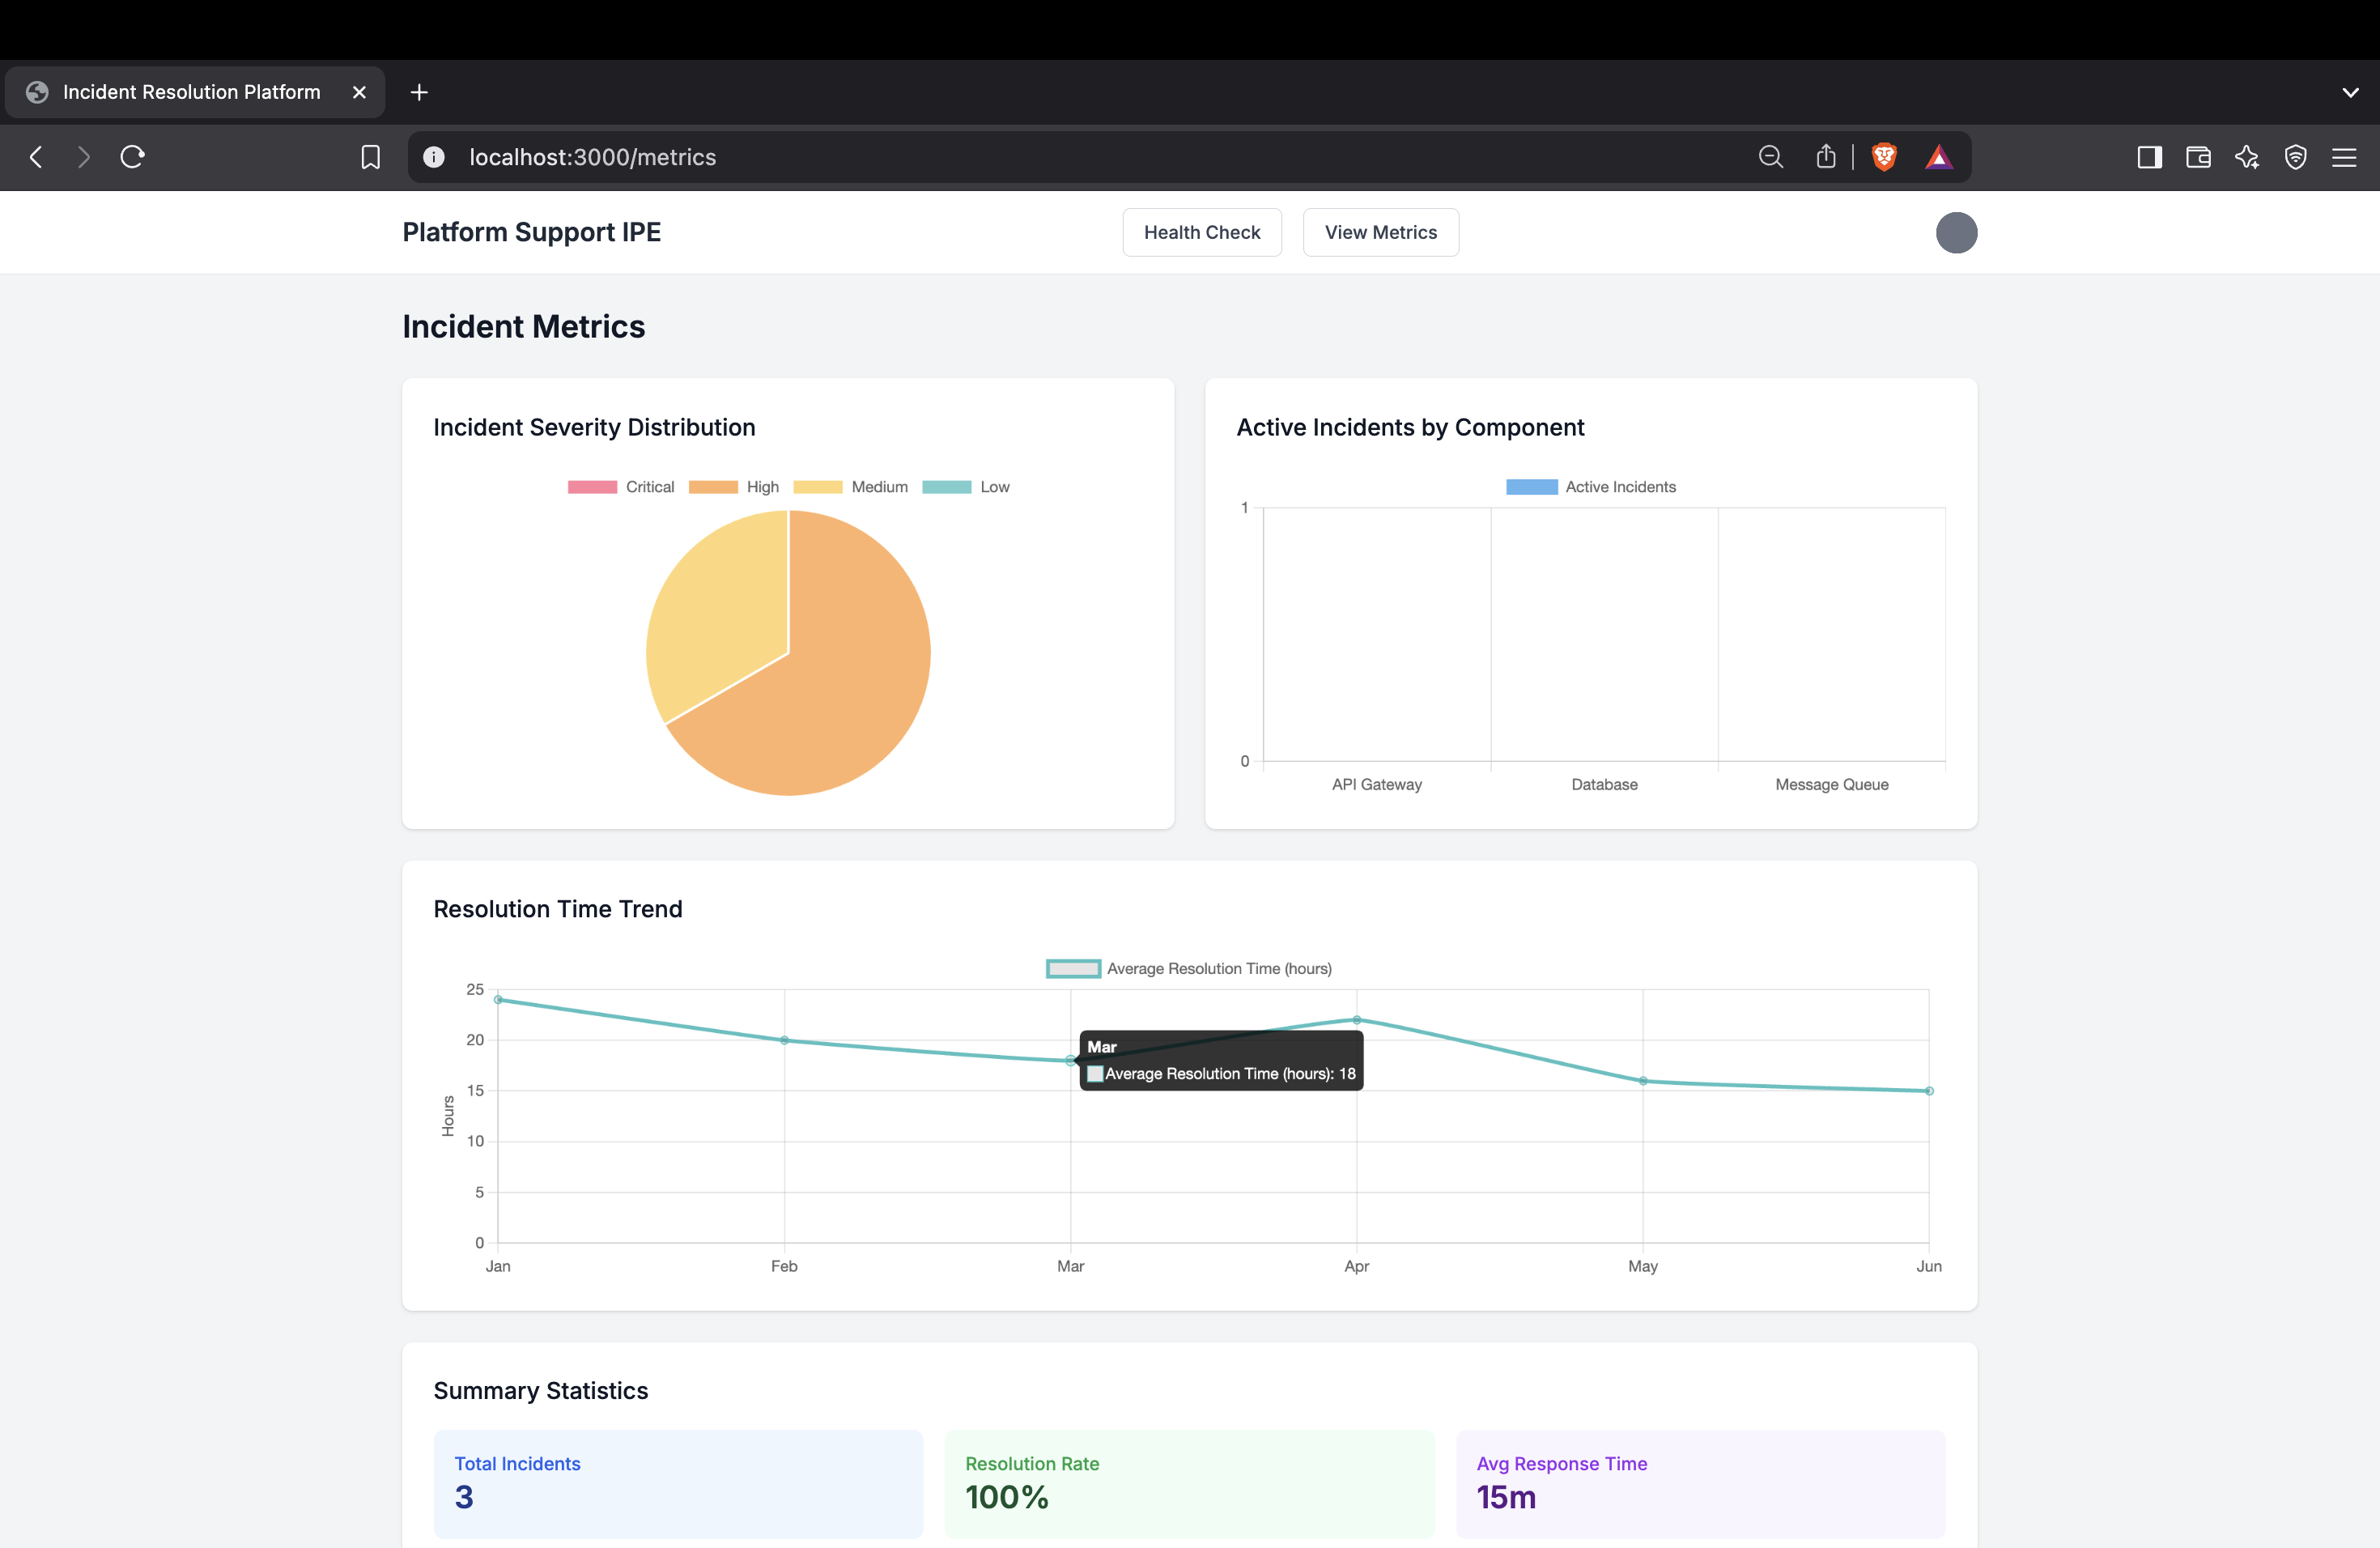 Incident Resolution Platform
localhost:3000/metrics
Platform Support IPE
Health Check
View Metrics
Incident Metrics
Incident Severity Distribution
Critical High Medium Low
Active Incidents by Component
Active Incidents
1
0
API Gateway Database Message Queue
Resolution Time Trend
Average Resolution Time (hours)
25
20
15
10
5
0
Hours
Mar
Average Resolution Time (hours): 18
Jan Feb Mar Apr May Jun
Summary Statistics
Total Incidents
3
Resolution Rate
100%
Avg Response Time
15m